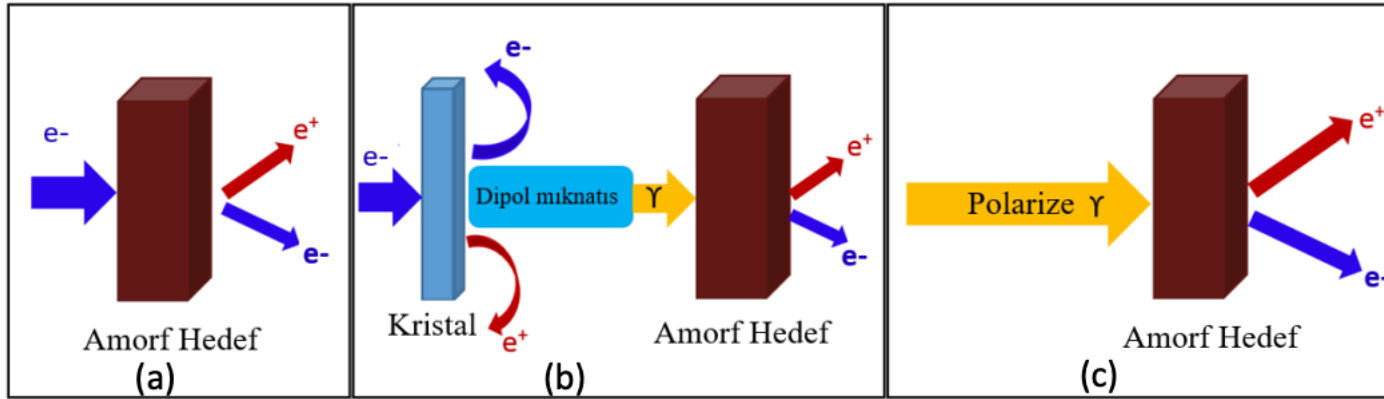 e-
e+
e-
Amorf Hedef
(a)
e-
e-
Dipol mıknatıs
ϒ
e+
e-
Kristal
e+
Amorf Hedef
(b)
Polarize ϒ
e+
e-
Amorf Hedef
(c)